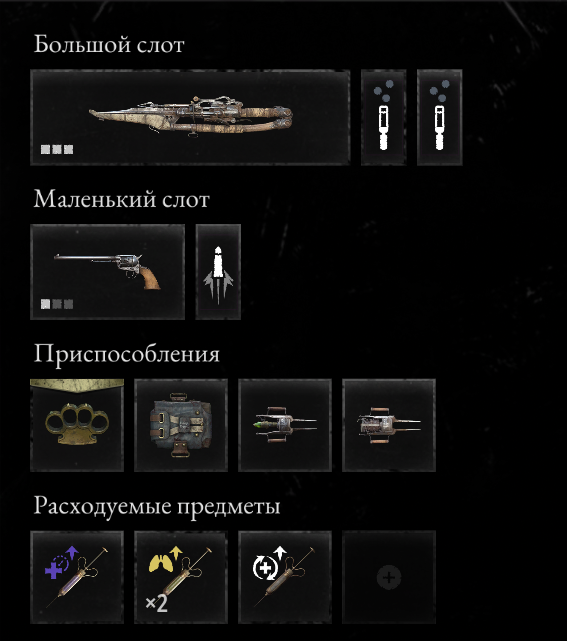 Большой слот
Маленький слот
Приспособления
Расходуемые предметы
×2